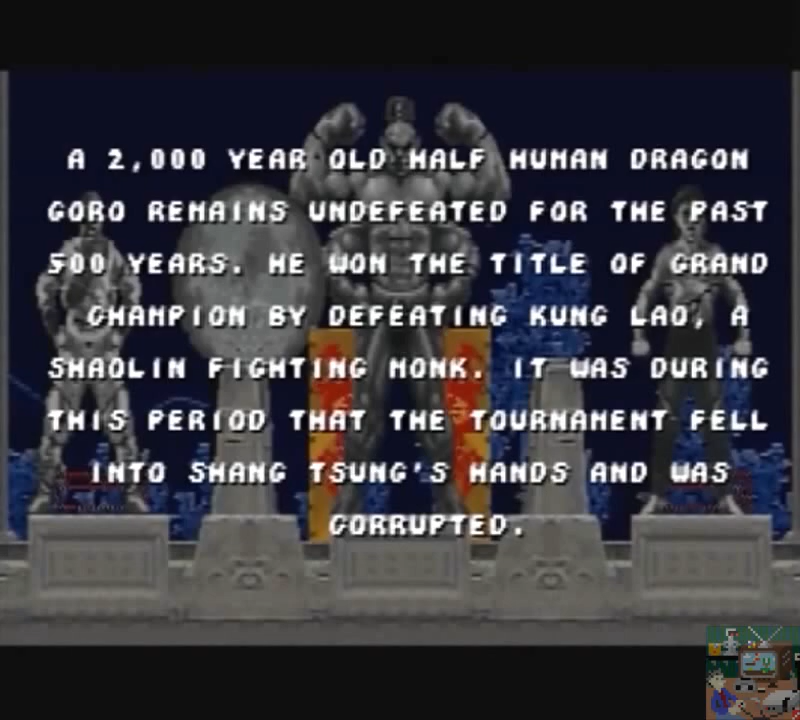 A 2,000 YEAR OLD HALF HUMAN DRAGON
GORO REMAINS UNDEFEATED FOR THE PAST
500 YEARS. HE WON THE TITLE OF GRAND
CHAMPION BY DEFEATING KUNG LAO, A
SHAOLIN FIGHTING MONK. IT WAS DURING
THIS PERIOD THAT THE TOURNAMENT FELL
INTO SHANG TSUNG'S HANDS AND WAS
CORRUPTED.